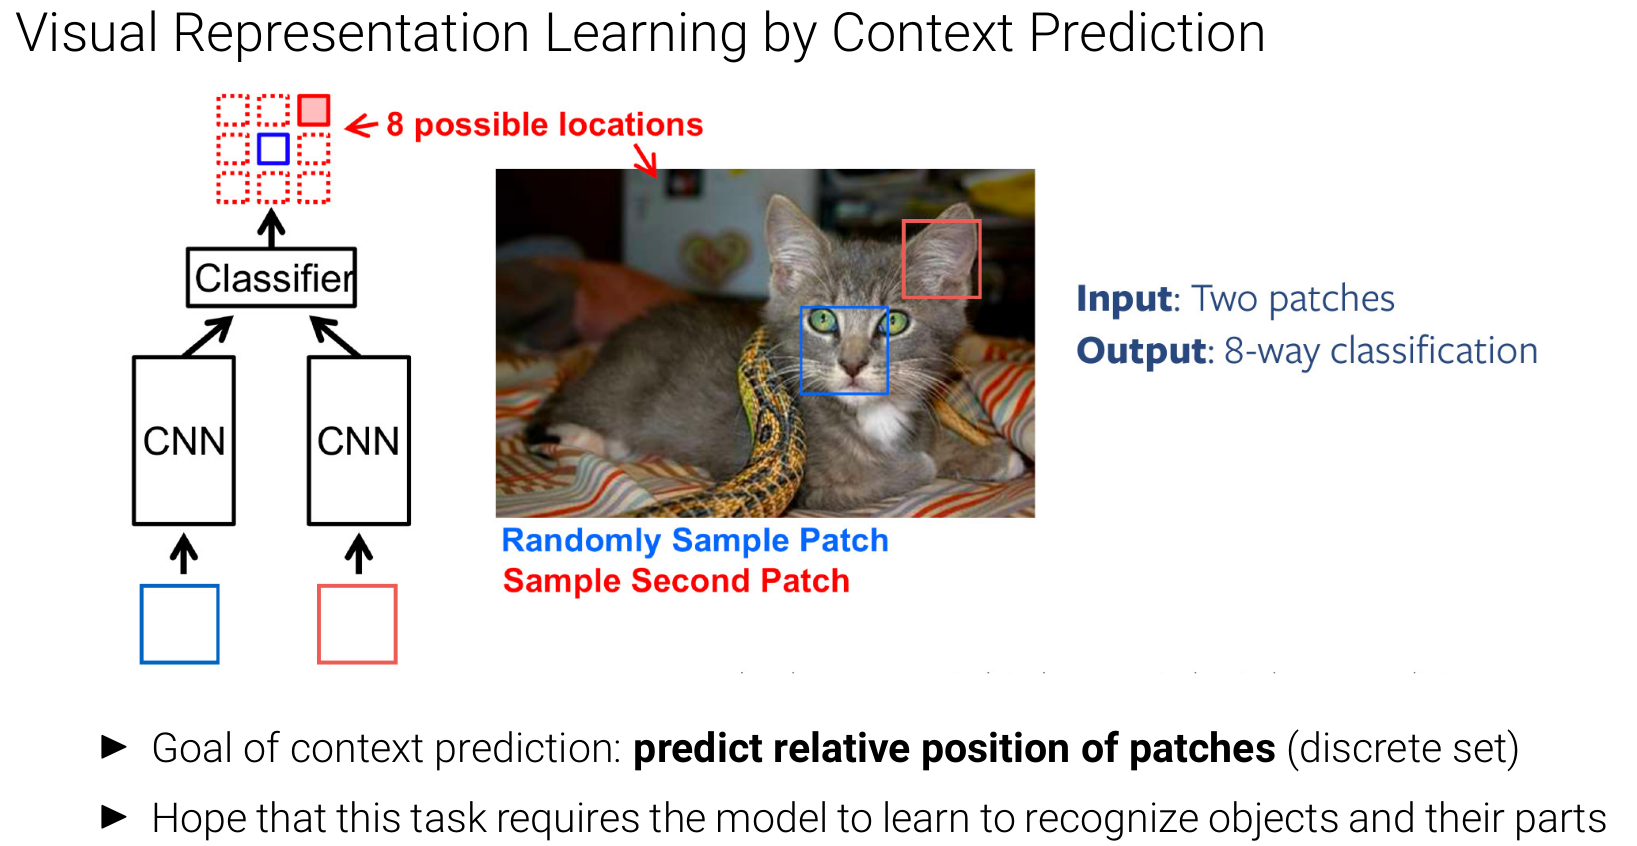 Visual Representation Learning by Context Prediction
8 possible locations
Classifier
CNN
CNN
Input: Two patches
Output: 8-way classification
Randomly Sample Patch
Sample Second Patch
► Goal of context prediction: predict relative position of patches (discrete set)
► Hope that this task requires the model to learn to recognize objects and their parts